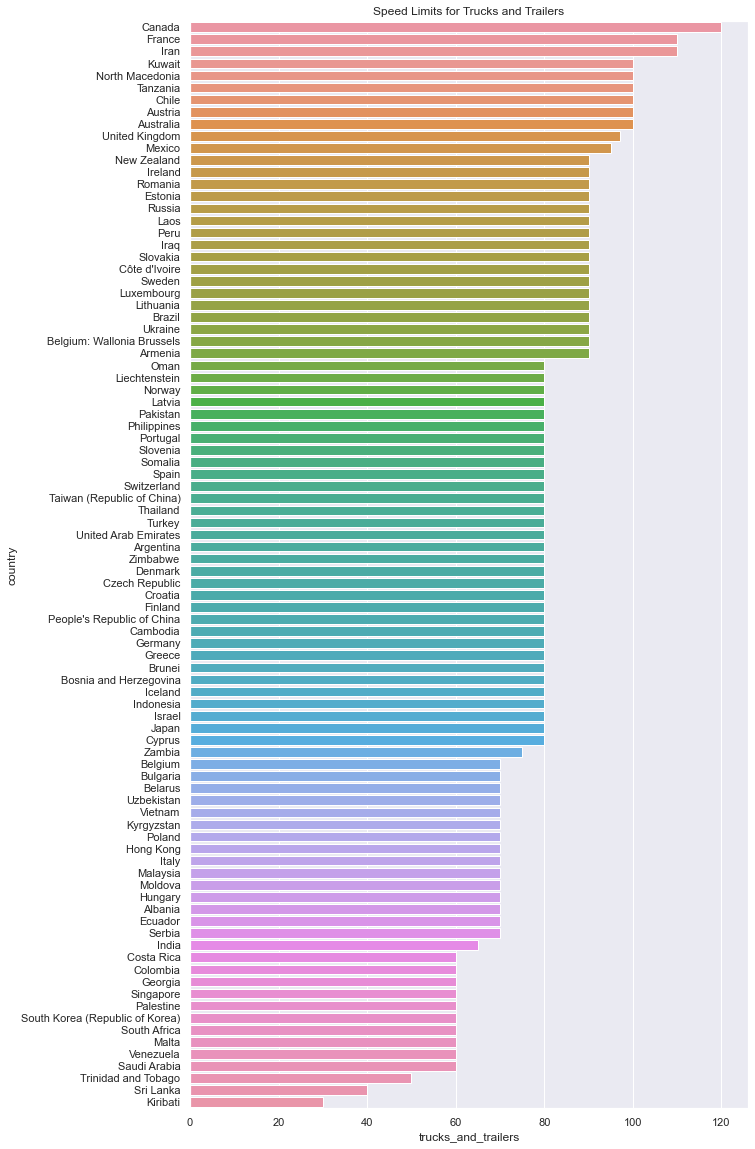 Speed Limits for Trucks and Trailers
Canada
France
Iran
Kuwait
North Macedonia
Tanzania
Chile
Austria
Australia
United Kingdom
Mexico
New Zealand
Ireland
Romania
Estonia
Russia
Laos
Peru
Iraq
Slovakia
Côte d'Ivoire
Sweden
Luxembourg
Lithuania
Brazil
Ukraine
Belgium: Wallonia Brussels
Armenia
Oman
Liechtenstein
Norway
Latvia
Pakistan
Philippines
Portugal
Slovenia
Somalia
Spain
Switzerland
Taiwan (Republic of China)
Thailand
Turkey
United Arab Emirates
Argentina
Zimbabwe
Denmark
Czech Republic
Croatia
Finland
People's Republic of China
Cambodia
Germany
Greece
Brunei
Bosnia and Herzegovina
Iceland
Indonesia
Israel
Japan
Cyprus
Zambia
Belgium
Bulgaria
Belarus
Uzbekistan
Vietnam
Kyrgyzstan
Poland
Hong Kong
Italy
Malaysia
Moldova
Hungary
Albania
Ecuador
Serbia
India
Costa Rica
Colombia
Georgia
Singapore
Palestine
South Korea (Republic of Korea)
South Africa
Malta
Venezuela
Saudi Arabia
Trinidad and Tobago
Sri Lanka
Kiribati
country
0 20 40 60 80 100 120
trucks_and_trailers